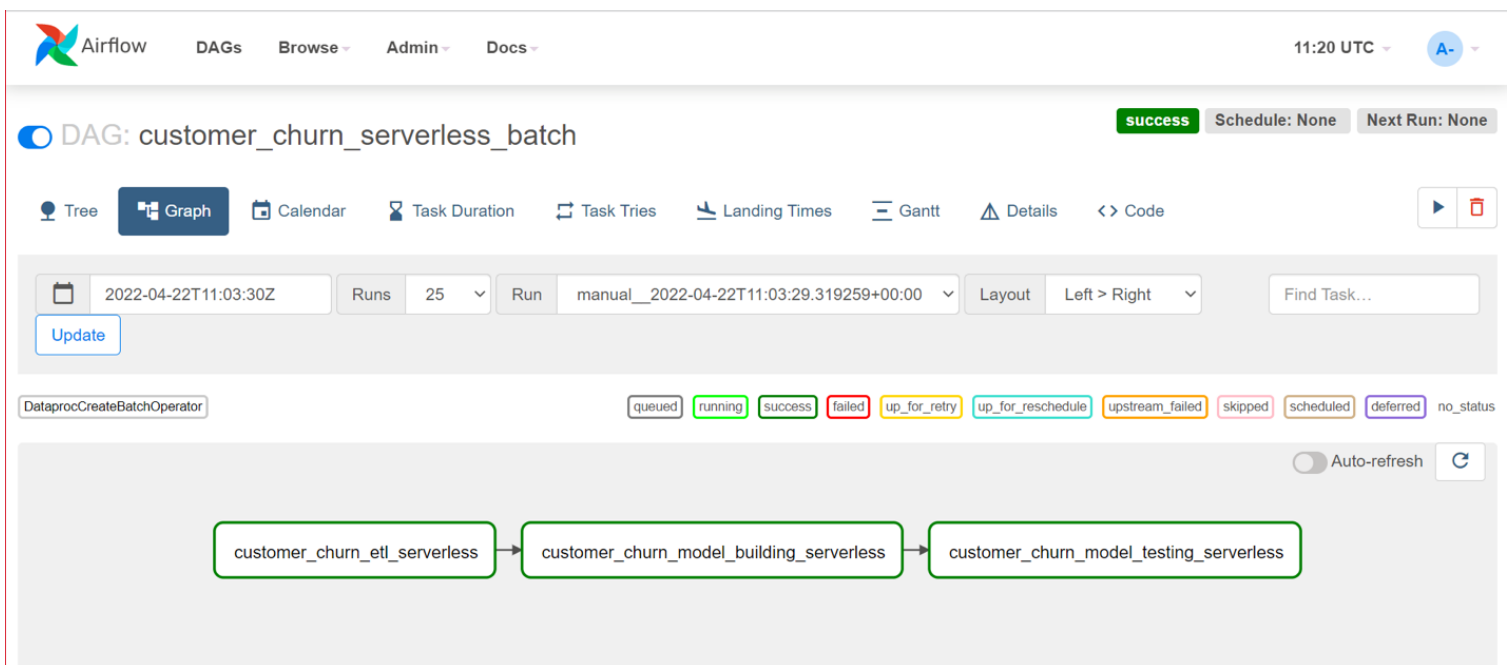 Airflow DAGs Browse Admin Docs 11:20 UTC A-
DAG: customer_churn_serverless_batch success Schedule: None Next Run: None
Tree Graph Calendar Task Duration Task Tries Landing Times Gantt Details <> Code
2022-04-22T11:03:30Z Runs 25 Run manual__2022-04-22T11:03:29.319259+00:00 Layout Left > Right Find Task...
Update
DataprocCreateBatchOperator queued running success failed up_for_retry up_for_reschedule upstream_failed skipped scheduled deferred no_status
Auto-refresh
customer_churn_etl_serverless customer_churn_model_building_serverless customer_churn_model_testing_serverless